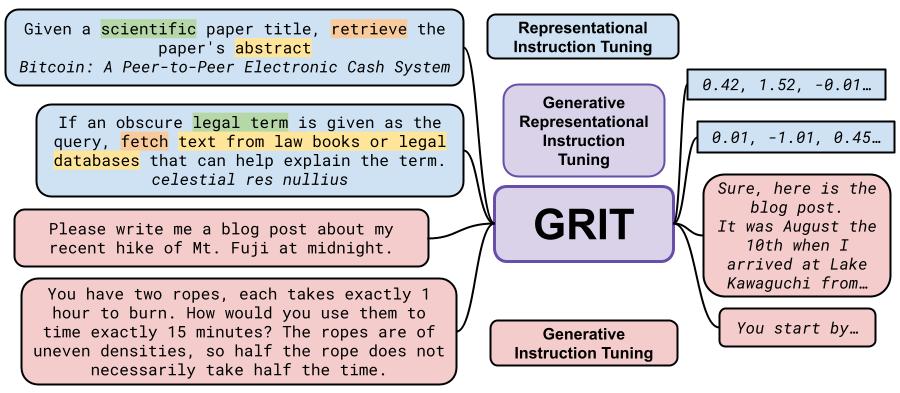 Given a scientific paper title, retrieve the
paper's abstract
Bitcoin: A Peer-to-Peer Electronic Cash System
If an obscure legal term is given as the
query, fetch text from law books or legal
databases that can help explain the term.
celestial res nullius
Please write me a blog post about my
recent hike of Mt. Fuji at midnight.
You have two ropes, each takes exactly 1
hour to burn. How would you use them to
time exactly 15 minutes? The ropes are of
uneven densities, so half the rope does not
necessarily take half the time.
Representational
Instruction Tuning
Generative
Representational
Instruction
Tuning
GRIT
Generative
Instruction Tuning
0.42, 1.52, -0.01…
0.01, -1.01, 0.45…
Sure, here is the
blog post.
It was August the
10th when I
arrived at Lake
Kawaguchi from…
You start by…